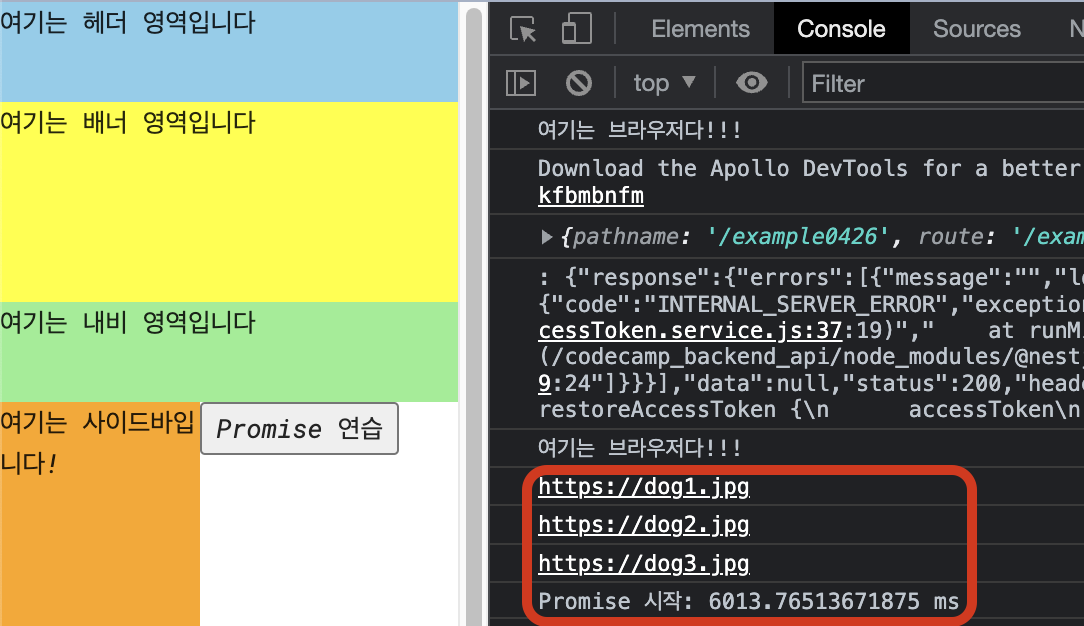 여기는 헤더 영역입니다
여기는 배너 영역입니다
여기는 내비 영역입니다
여기는 사이드바입
니다!
Promise 연습
Elements Console Sources N
top ▼ Filter
여기는 브라우저다!!!
Download the Apollo DevTools for a better
kfbmbnfm
▶ {pathname: '/example0426', route: '/exam
: {"response":{"errors":[{"message":"","lo
{"code":"INTERNAL_SERVER_ERROR","exception
cessToken.service.js:37:19)"," at runMi
(/codecamp_backend_api/node_modules/@nest
9:24"]}}}],"data":null,"status":200,"heade
restoreAccessToken {\n accessToken\n
여기는 브라우저다!!!
https://dog1.jpg
https://dog2.jpg
https://dog3.jpg
Promise 시작: 6013.76513671875 ms